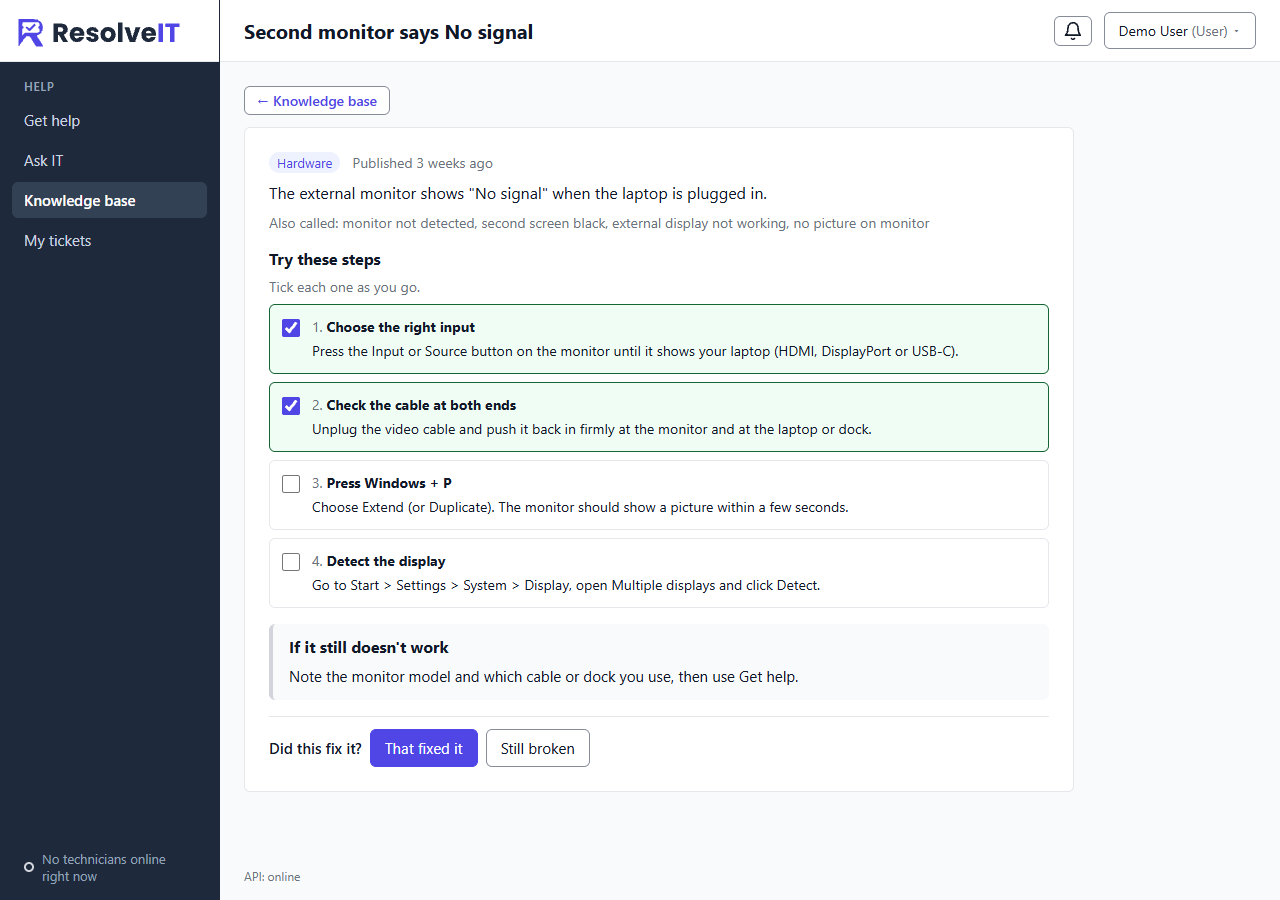 ResolveIT
Second monitor says No signal
Demo User (User)
HELP
Get help
Ask IT
Knowledge base
My tickets
← Knowledge base
Hardware Published 3 weeks ago
The external monitor shows "No signal" when the laptop is plugged in.
Also called: monitor not detected, second screen black, external display not working, no picture on monitor
Try these steps
Tick each one as you go.
1. Choose the right input
Press the Input or Source button on the monitor until it shows your laptop (HDMI, DisplayPort or USB-C).
2. Check the cable at both ends
Unplug the video cable and push it back in firmly at the monitor and at the laptop or dock.
3. Press Windows + P
Choose Extend (or Duplicate). The monitor should show a picture within a few seconds.
4. Detect the display
Go to Start > Settings > System > Display, open Multiple displays and click Detect.
If it still doesn't work
Note the monitor model and which cable or dock you use, then use Get help.
Did this fix it? That fixed it Still broken
No technicians online
right now
API: online